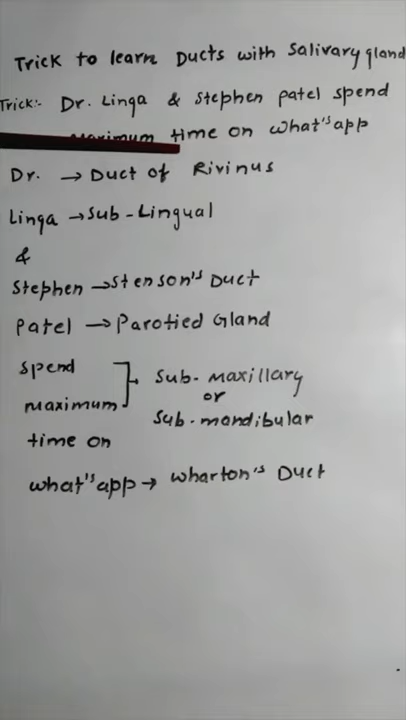 Trick to learn Ducts with Salivary gland
Trick:- Dr. Linga & Stephen patel spend
maximum time on what's app
Dr. → Duct of Rivinus
Linga → Sub-Lingual
&
Stephen → Stenson's Duct
Patel → Parotied Gland
Spend
maximum
Sub-maxillary
or
Sub-mandibular
time on
what's app → Wharton's Duct